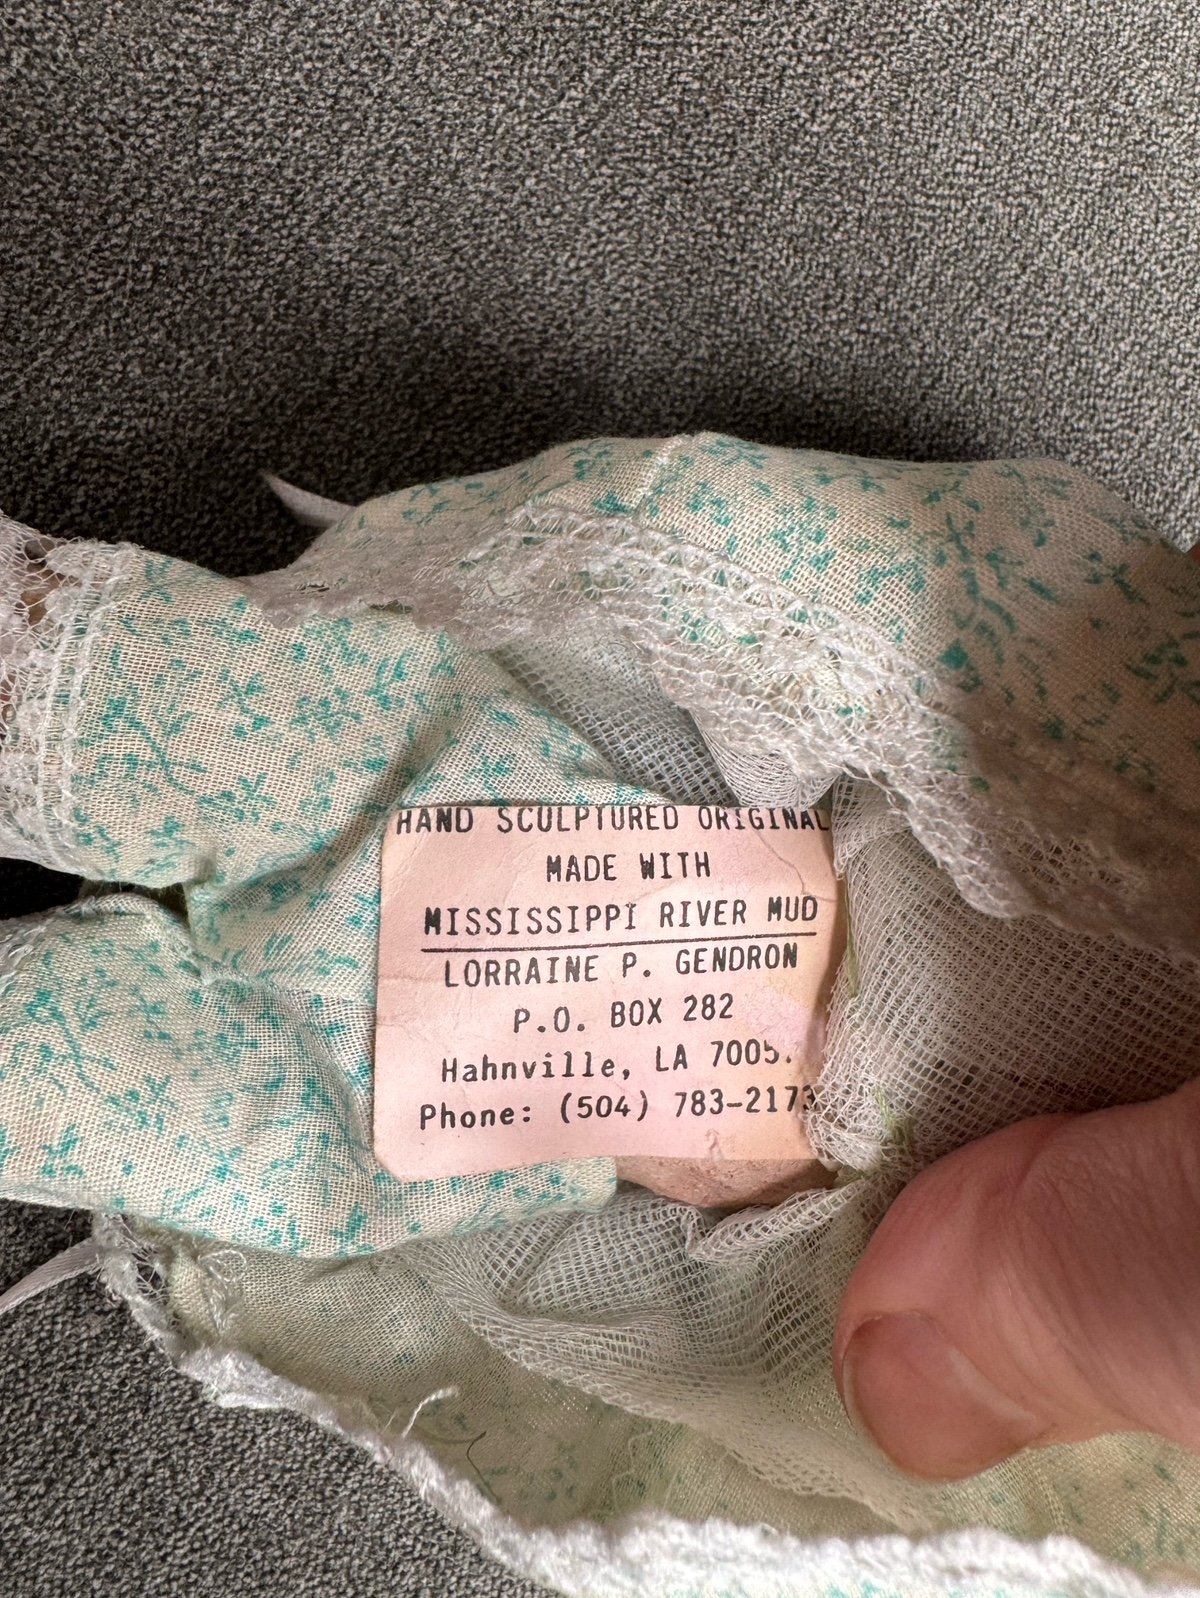 HAND SCULPTURED ORIGINAL
MADE WITH
MISSISSIPPI RIVER MUD
LORRAINE P. GENDRON
P.O. BOX 282
Hahnville, LA
Phone: (504) 783-2173